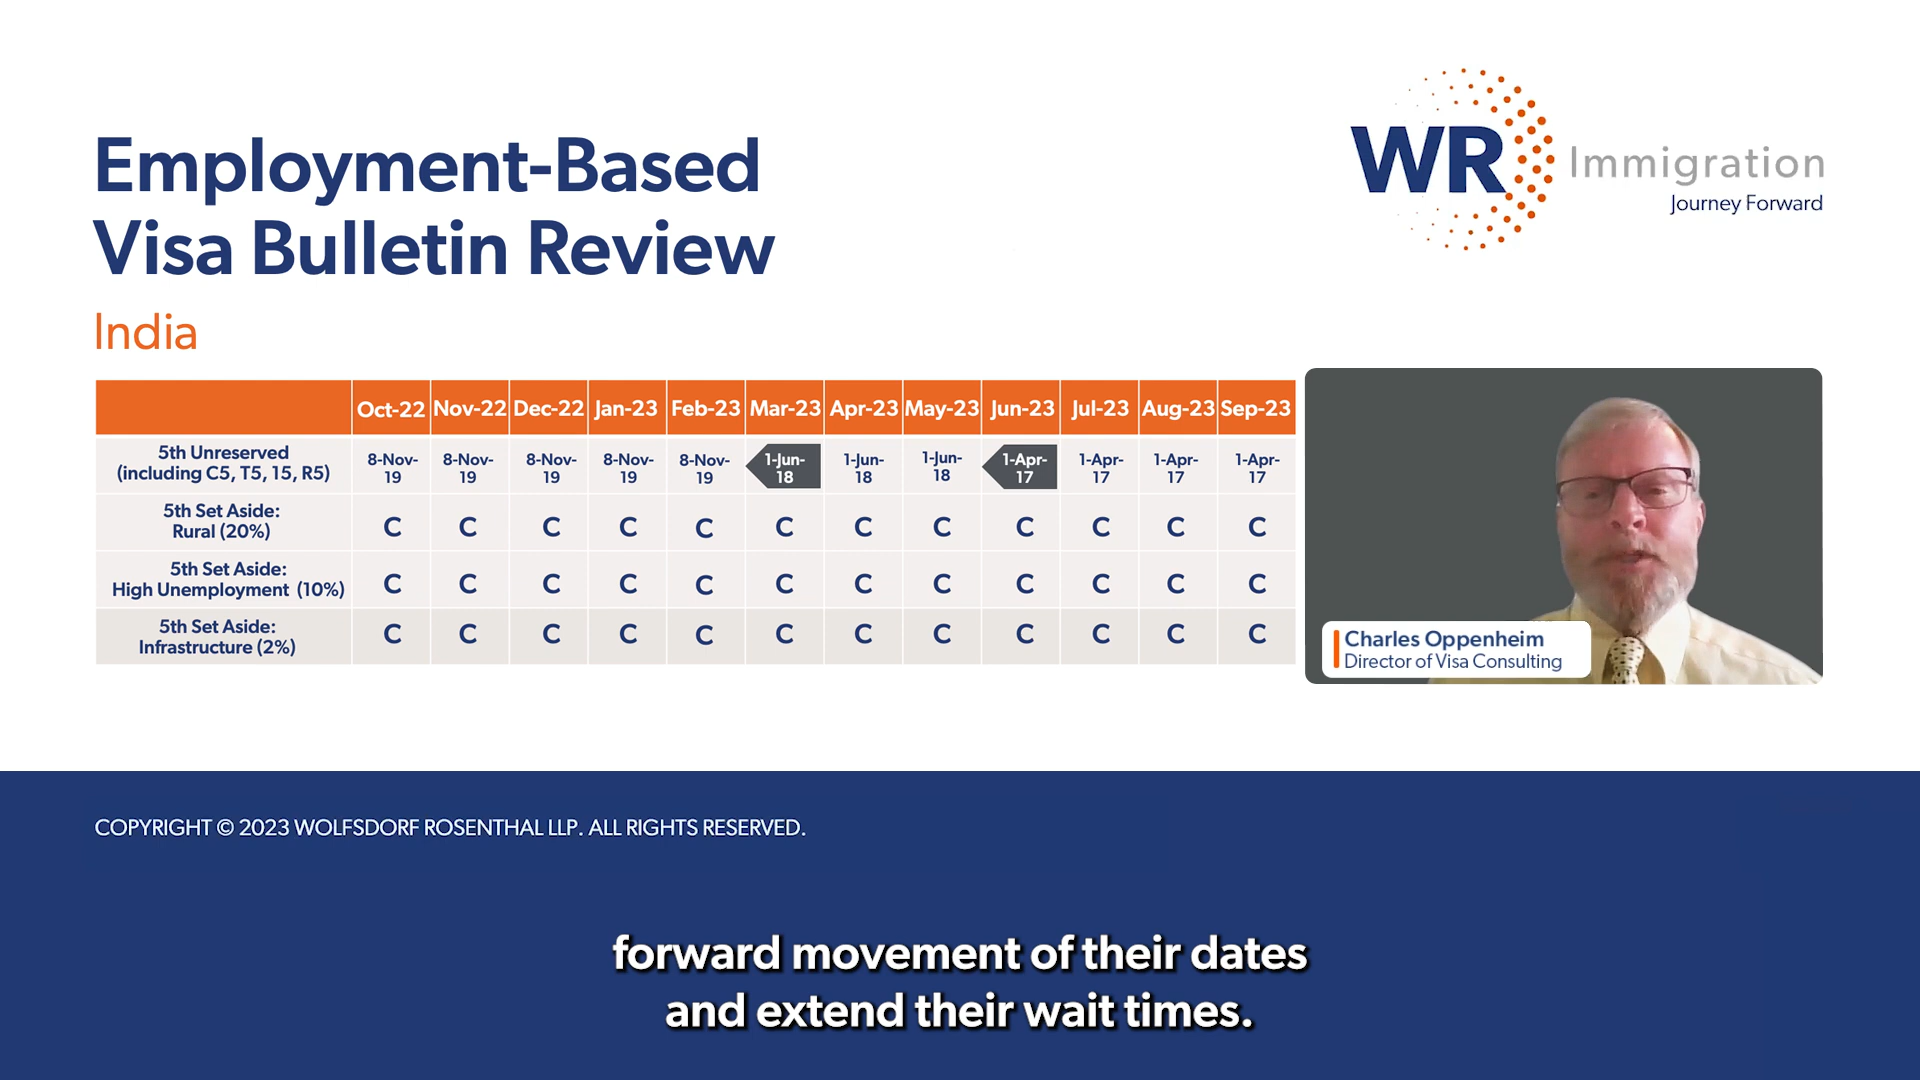 Employment-Based
Visa Bulletin Review
India
WR Immigration
Journey Forward
Oct-22 Nov-22 Dec-22 Jan-23 Feb-23 Mar-23 Apr-23 May-23 Jun-23 Jul-23 Aug-23 Sep-23
5th Unreserved
(including C5, T5, 15, R5)
8-Nov- 8-Nov- 8-Nov- 8-Nov- 8-Nov- 1-Jun- 1-Jun- 1-Jun- 1-Apr- 1-Apr- 1-Apr- 1-Apr-
19 19 19 19 19 18 18 18 17 17 17 17
5th Set Aside:
Rural (20%)
C C C C C C C C C C C C
5th Set Aside:
High Unemployment (10%)
C C C C C C C C C C C C
5th Set Aside:
Infrastructure (2%)
C C C C C C C C C C C C
Charles Oppenheim
Director of Visa Consulting
COPYRIGHT © 2023 WOLFSDORF ROSENTHAL LLP. ALL RIGHTS RESERVED.
forward movement of their dates
and extend their wait times.